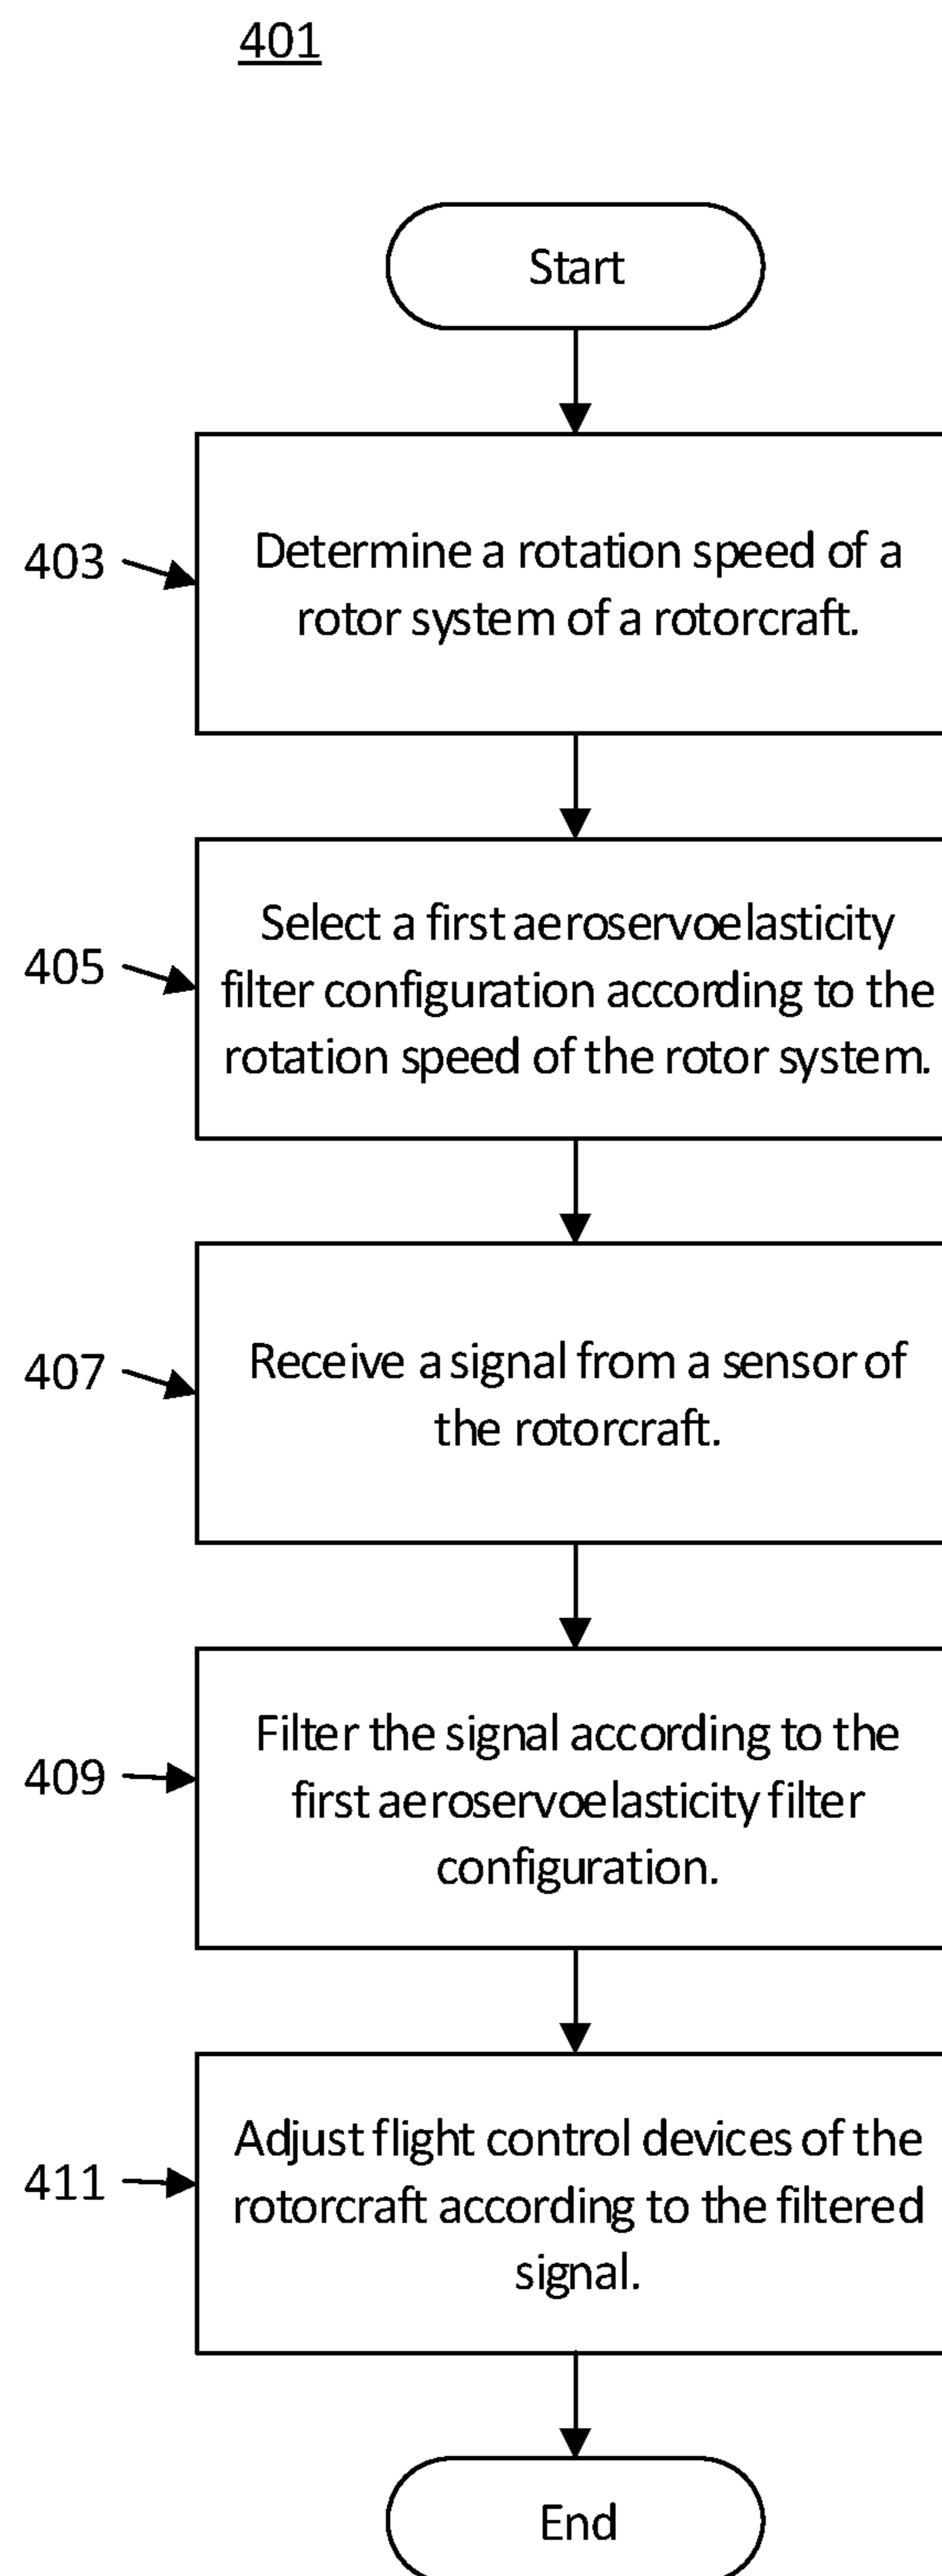 401
Start
403
Determine a rotation speed of a
rotor system of a rotorcraft.
405
Select a first aeroservoelasticity
filter configuration according to the
rotation speed of the rotor system.
407
Receive a signal from a sensor of
the rotorcraft.
409
Filter the signal according to the
first aeroservoelasticity filter
configuration.
411
Adjust flight control devices of the
rotorcraft according to the filtered
signal.
End